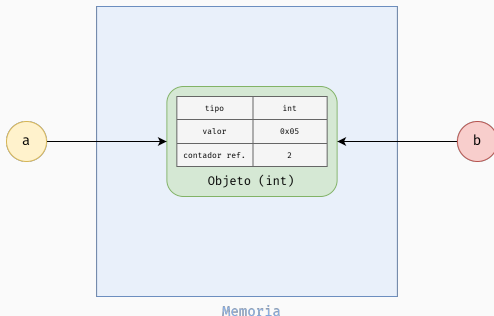 tipo int
a valor 0x05 b
contador ref. 2
Objeto (int)
Memoria